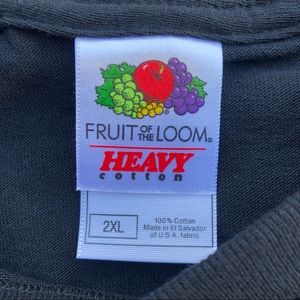 FRUIT OF THE LOOM®
HEAVY
cotton
2XL
100% Cotton
Made in El Salvador
of U.S.A. fabric